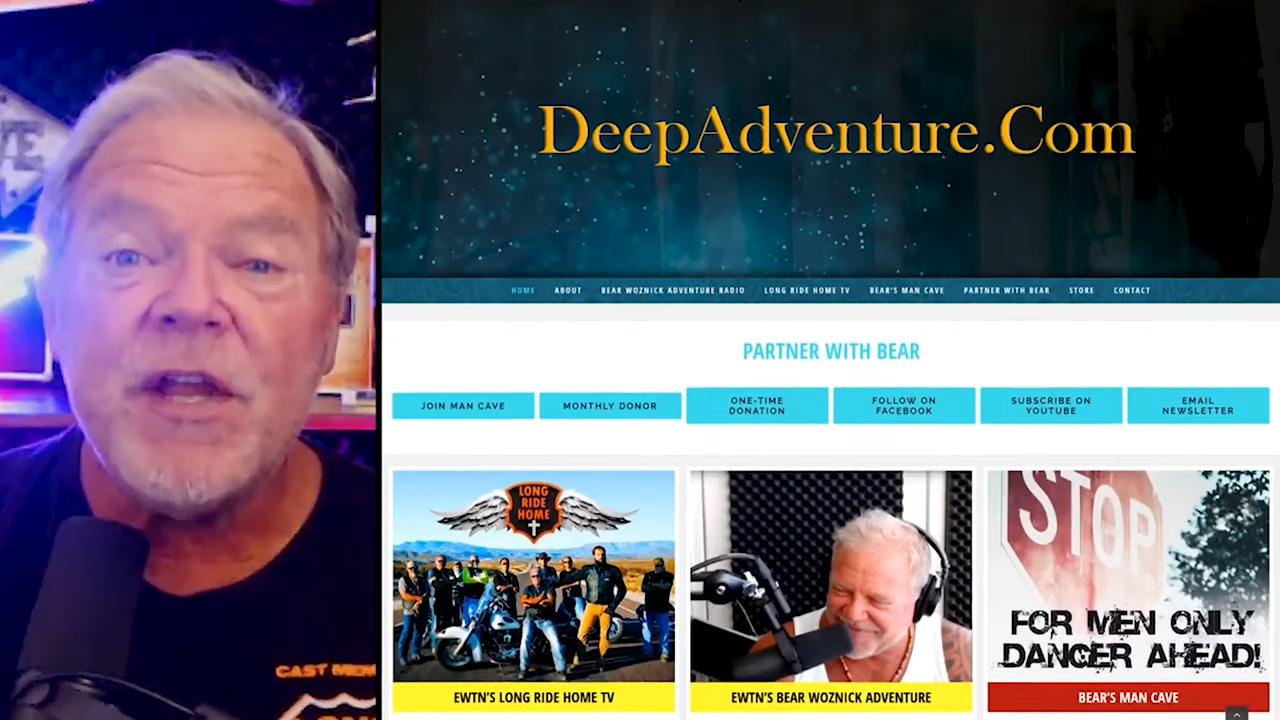 DeepAdventure.Com
HOME ABOUT BEAR WOZNICK ADVENTURE RADIO LONG RIDE HOME TV BEAR'S MAN CAVE PARTNER WITH BEAR STORE CONTACT
PARTNER WITH BEAR
JOIN MAN CAVE
MONTHLY DONOR
ONE-TIME
DONATION
FOLLOW ON
FACEBOOK
SUBSCRIBE ON
YOUTUBE
EMAIL
NEWSLETTER
LONG
RIDE
HOME
STOP
FOR MEN ONLY
DANGER AHEAD!
EWTN'S LONG RIDE HOME TV
EWTN'S BEAR WOZNICK ADVENTURE
BEAR'S MAN CAVE
CAST